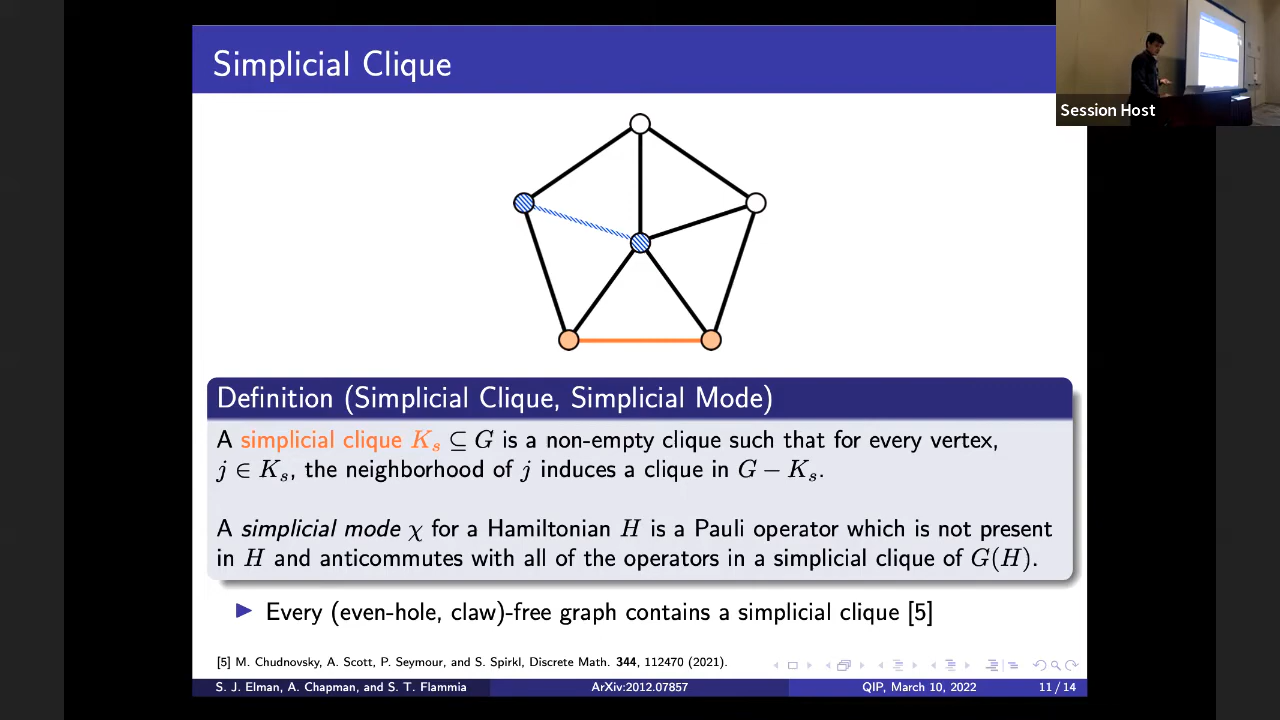 Simplicial Clique
Session Host
Definition (Simplicial Clique, Simplicial Mode)
A simplicial clique Kₛ ⊆ G is a non-empty clique such that for every vertex,
j ∈ Kₛ, the neighborhood of j induces a clique in G − Kₛ.
A simplicial mode χ for a Hamiltonian H is a Pauli operator which is not present
in H and anticommutes with all of the operators in a simplicial clique of G(H).
▶ Every (even-hole, claw)-free graph contains a simplicial clique [5]
[5] M. Chudnovsky, A. Scott, P. Seymour, and S. Spirkl, Discrete Math. 344, 112470 (2021).
S. J. Elman, A. Chapman, and S. T. Flammia ArXiv:2012.07857 QIP, March 10, 2022 11 / 14